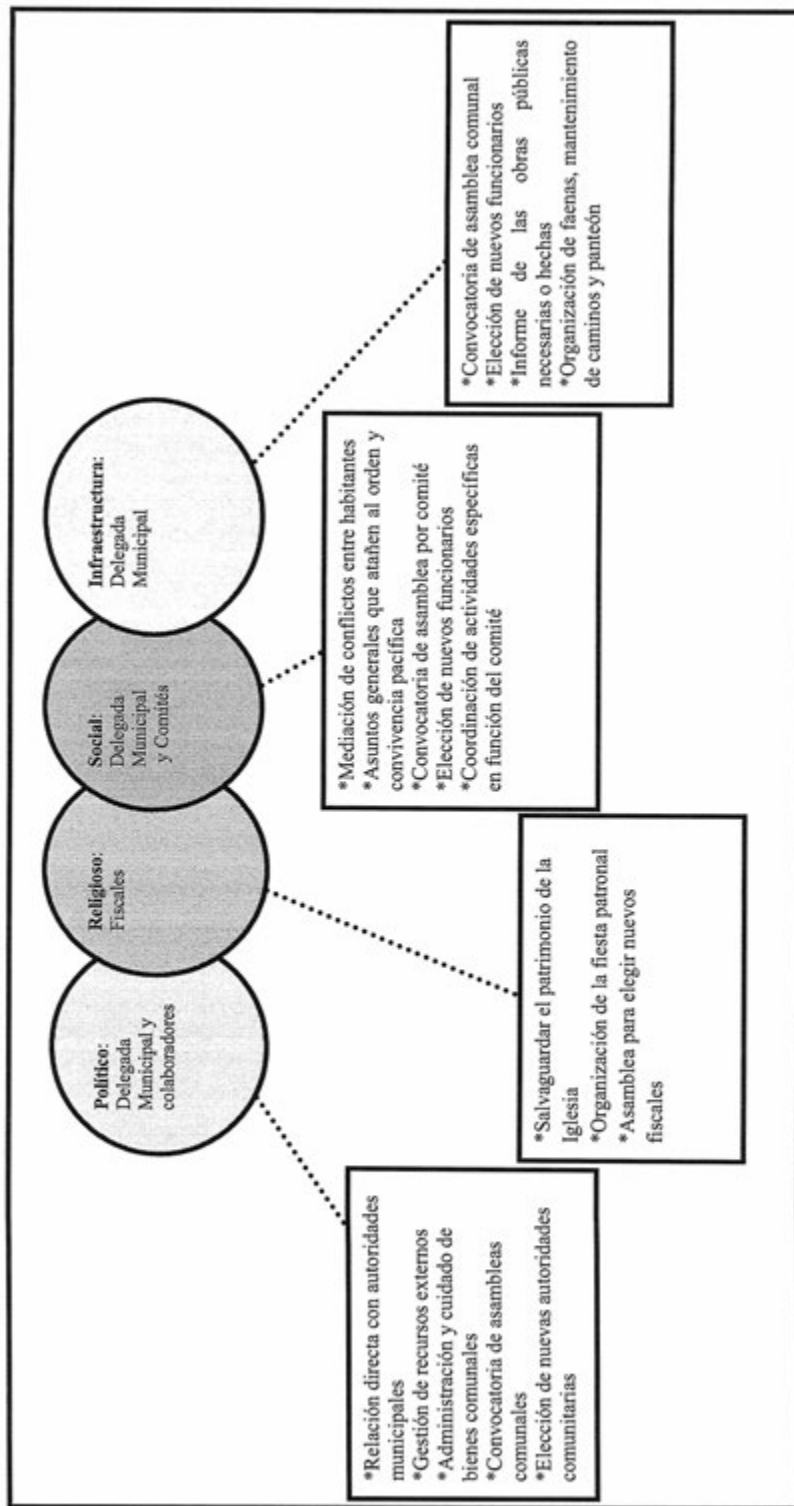 Político:
Delegada
Municipal y
colaboradores
Religioso:
Fiscales
Social:
Delegada
Municipal
y Comités
Infraestructura:
Delegada
Municipal
*Relación directa con autoridades
municipales
*Gestión de recursos externos
*Administración y cuidado de
bienes comunales
*Convocatoria de asambleas
comunales
*Elección de nuevas autoridades
comunitarias
*Salvaguardar el patrimonio de la
Iglesia
*Organización de la fiesta patronal
*Asamblea para elegir nuevos
fiscales
*Mediación de conflictos entre habitantes
*Asuntos generales que atañen al orden y
convivencia pacífica
*Convocatoria de asamblea por comité
*Elección de nuevos funcionarios
*Coordinación de actividades específicas
en función del comité
*Convocatoria de asamblea comunal
*Elección de nuevos funcionarios
*Informe de las obras públicas
necesarias o hechas
*Organización de faenas, mantenimiento
de caminos y panteón